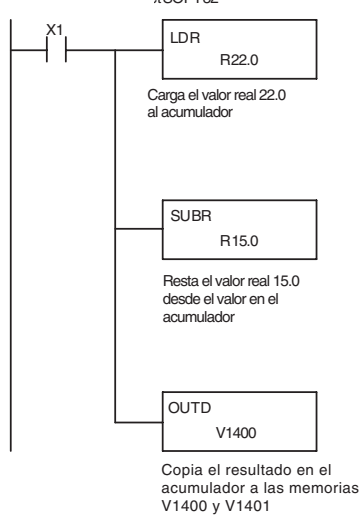 X1
LDR
R22.0
Carga el valor real 22.0
al acumulador
SUBR
R15.0
Resta el valor real 15.0
desde el valor en el
acumulador
OUTD
V1400
Copia el resultado en el
acumulador a las memorias
V1400 y V1401